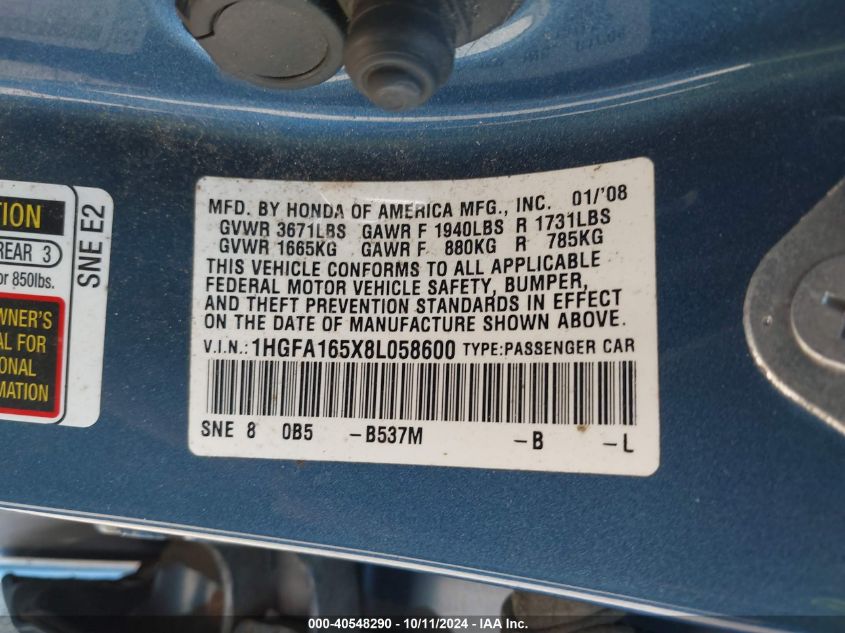 MFD. BY HONDA OF AMERICA MFG., INC. 01/'08
GVWR 3671LBS GAWR F 1940LBS R 1731LBS
GVWR 1665KG GAWR F 880KG R 785KG
THIS VEHICLE CONFORMS TO ALL APPLICABLE
FEDERAL MOTOR VEHICLE SAFETY, BUMPER,
AND THEFT PREVENTION STANDARDS IN EFFECT
ON THE DATE OF MANUFACTURE SHOWN ABOVE.
V.I.N.: 1HGFA165X8L058600 TYPE:PASSENGER CAR
SNE 8 0B5 -B537M -B -L
TION
REAR 3
or 850lbs.
WNER'S
AL FOR
ONAL
MATION
SNE E2
000-40548290 - 10/11/2024 - IAA Inc.